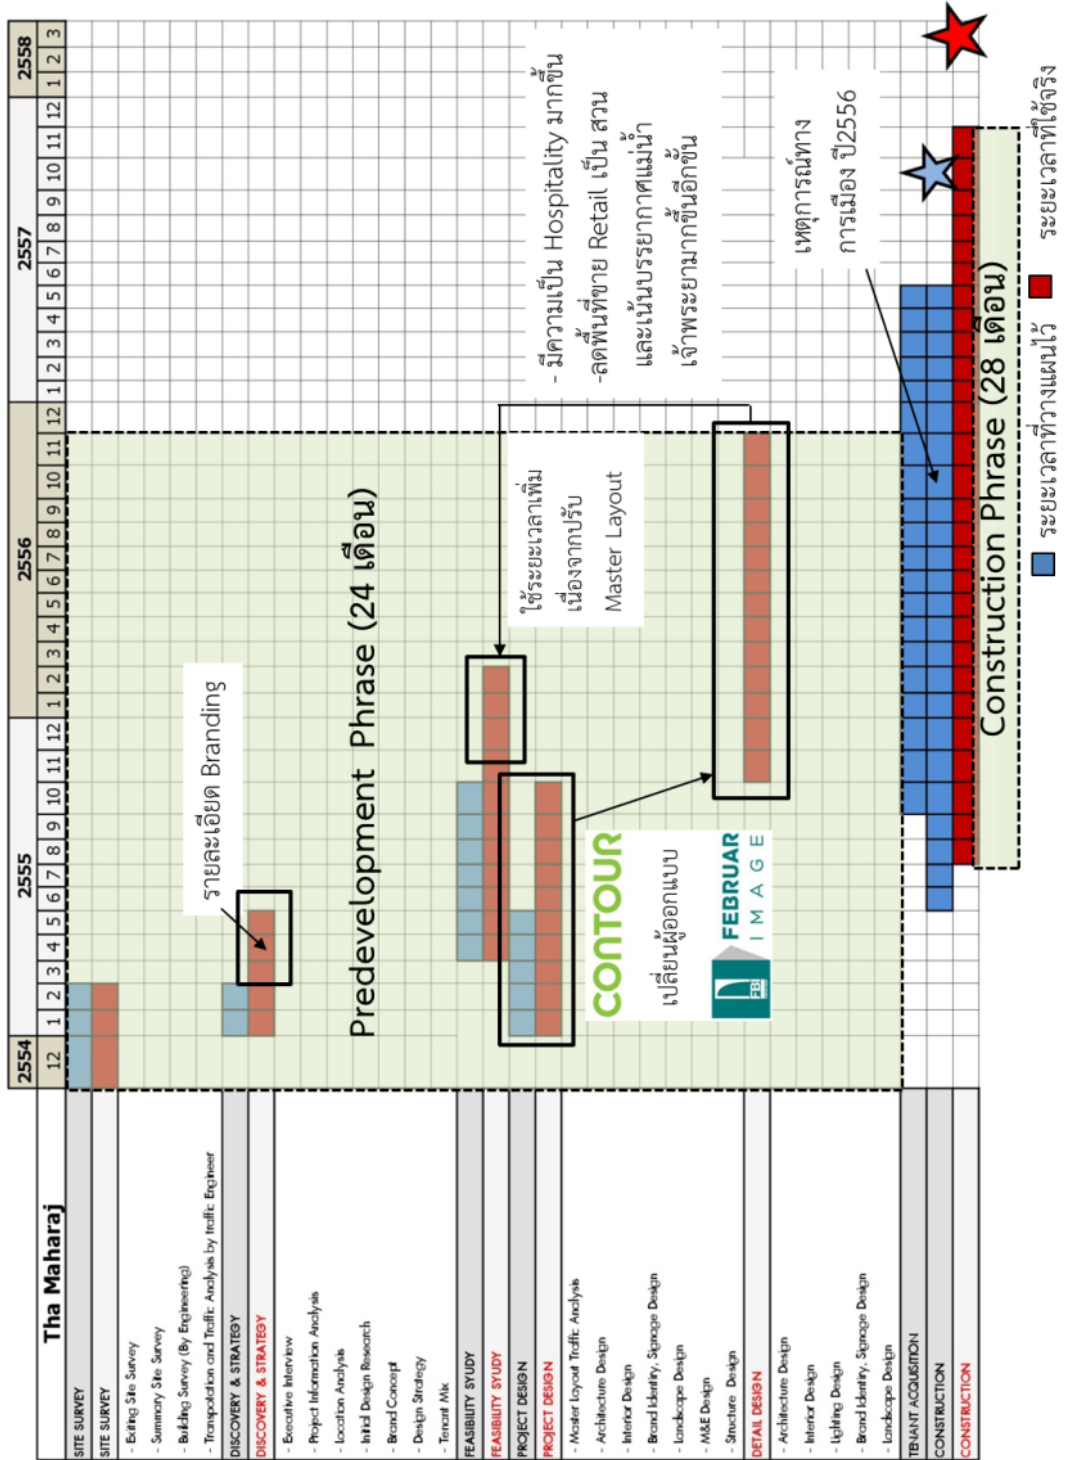 Tha Maharaj
2554 2555 2556 2557 2558
12 1 2 3 4 5 6 7 8 9 10 11 12 1 2 3 4 5 6 7 8 9 10 11 12 1 2 3 4 5 6 7 8 9 10 11 12 1 2 3
SITE SURVEY
SITE SURVEY
- Exiting Site Survey
- Summary Site Survey
- Building Survey (By Engineering)
- Transpotation and Traffic Analysis by traffic Engineer
DISCOVERY & STRATEGY
DISCOVERY & STRATEGY
- Executive Interview
- Project Information Analysis
- Location Analysis
- Initial Design Research
- Brand Concept
- Design Strategy
- Tenant Mix
FEASIBILITY SYUDY
FEASIBILITY SYUDY
PROJECT DESIGN
PROJECT DESIGN
- Master Layout Traffic Analysis
- Architecture Design
- Interior Design
- Brand Identiry, Signage Design
- Landscape Design
- M&E Design
- Structure Design
DETAIL DESIGN
- Architecture Design
- Interior Design
- Lighting Design
- Brand Identiry, Signage Design
- Landscape Design
TENANT ACQUISITION
CONSTRUCTION
CONSTRUCTION
รายละเอียด Branding
Predevelopment Phrase (24 เดือน)
ใช้ระยะเวลาเพิ่ม
เนื่องจากปรับ
Master Layout
- มีความเป็น Hospitality มากขึ้น
-ลดพื้นที่ขาย Retail เป็น สวน
และเน้นบรรยากาศแม่น้ำ
เจ้าพระยามากขึ้นอีกขั้น
CONTOUR
เปลี่ยนผู้ออกแบบ
FBI
FEBRUAR
IMAGE
เหตุการณ์ทาง
การเมือง ปี2556
Construction Phrase (28 เดือน)
ระยะเวลาที่วางแผนไว้
ระยะเวลาที่ใช้จริง